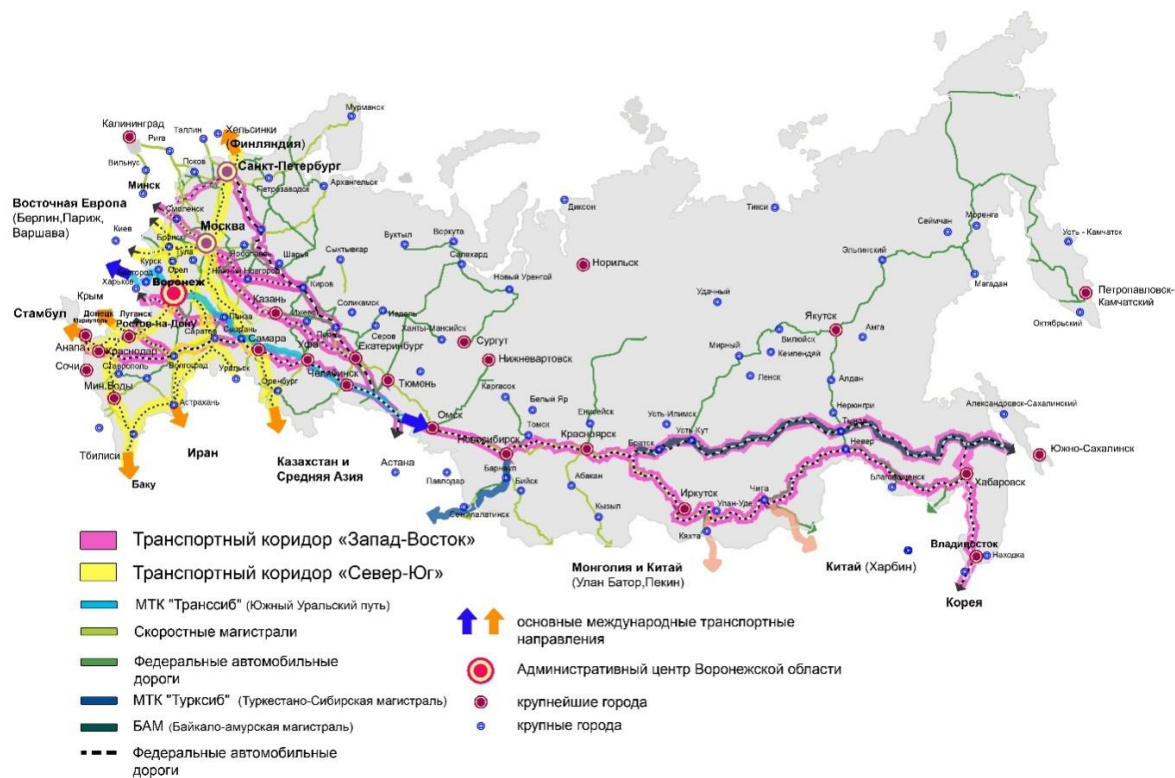 Мурманск
Калининград
Таллин
Хельсинки
Рига
(Финляндия)
Вильнус
Псков
Санкт-Петербург
Минск
Петрозаводск
Архангельск
Восточная Европа
(Берлин,Париж,
Варшава)
Смоленск
Киев
Москва
Брянск
Тула
Ярославль
Шарья
Сыктывкар
Вуктыл
Воркута
Салехард
Диксон
Тикси
Сеймчан
Моренга
Усть - Камчатск
Курск
Орел
Нижний Новгород
Новый Уренгой
Норильск
Эльгинский
Белгород
Харьков
Воронеж
Казань
Киров
Соликамск
Ивдель
Удачный
Магадан
Петропавловск-
Камчатский
Крым
Стамбул
Донецк
Луганск
Мариуполь
Ростов-на-Дону
Пенза
Сызрань
Ижевск
Пермь
Серов
Ханты-Мансийск
Сургут
Якутск
Октябрьский
Анапа
Краснодар
Саратов
Самара
Уфа
Екатеринбург
Нижневартовск
Мирный
Вилюйск
Кемпендяй
Амга
Сочи
Ставрополь
Волгоград
Уральск
Челябинск
Тюмень
Каргасок
Ленск
Алдан
Мин.Воды
Оренбург
Белый Яр
Енилейск
Усть-Илимск
Нерюнгри
Александровск-Сахалинский
Астрахань
Омск
Томск
Красноярск
Усть Кут
Тында
Тбилиси
Иран
Казахстан и
Средняя Азия
Новосибирск
Братск
Невер
Южно-Сахалинск
Баку
Астана
Павлодар
Барнаул
Бийск
Абакан
Иркутск
Улан-Уде
Чита
Благовещенск
Хабаровск
Семипалатинск
Кызыл
Кяхта
Владивосток
Находка
Монголия и Китай
(Улан Батор,Пекин)
Китай (Харбин)
Корея
Транспортный коридор «Запад-Восток»
Транспортный коридор «Север-Юг»
МТК "Транссиб" (Южный Уральский путь)
Скоростные магистрали
Федеральные автомобильные
дороги
МТК "Турксиб" (Туркестано-Сибирская магистраль)
БАМ (Байкало-амурская магистраль)
Федеральные автомобильные
дороги
основные международные транспортные
направления
Административный центр Воронежской области
крупнейшие города
крупные города